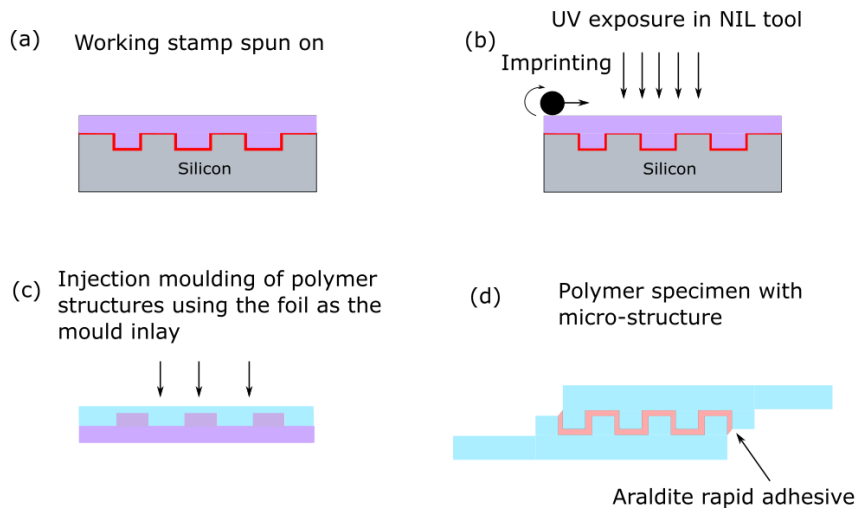 (a)
Working stamp spun on
Silicon
(b)
UV exposure in NIL tool
Imprinting
Silicon
(c)
Injection moulding of polymer
structures using the foil as the
mould inlay
(d)
Polymer specimen with
micro-structure
Araldite rapid adhesive